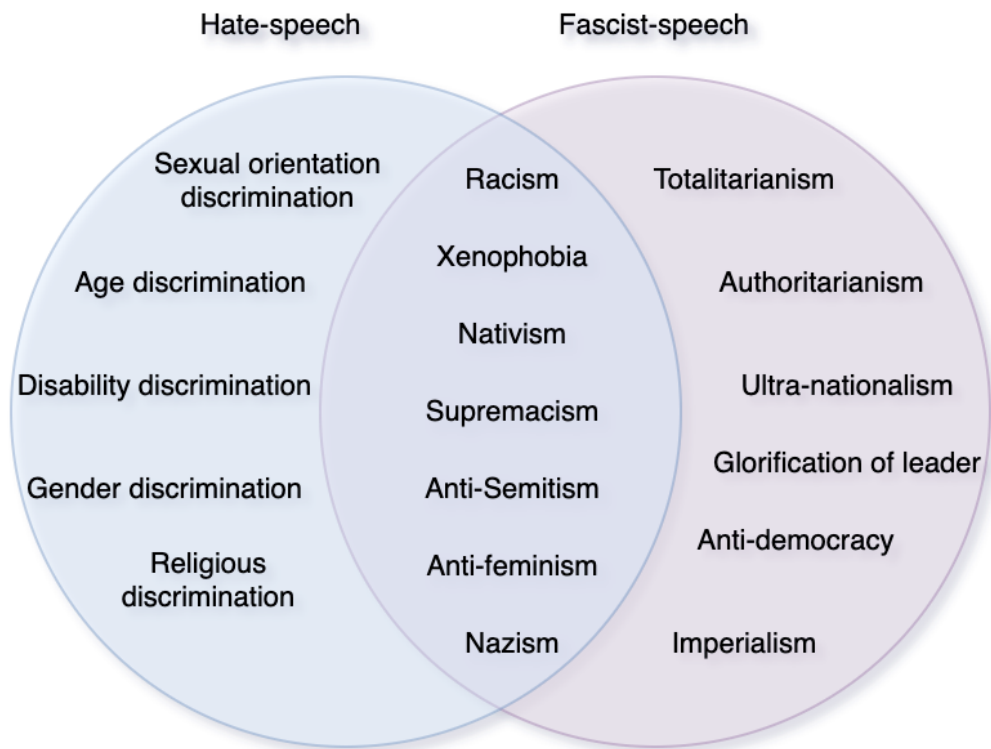 Hate-speech
Fascist-speech
Sexual orientation
discrimination
Age discrimination
Disability discrimination
Gender discrimination
Religious
discrimination
Racism
Xenophobia
Nativism
Supremacism
Anti-Semitism
Anti-feminism
Nazism
Totalitarianism
Authoritarianism
Ultra-nationalism
Glorification of leader
Anti-democracy
Imperialism